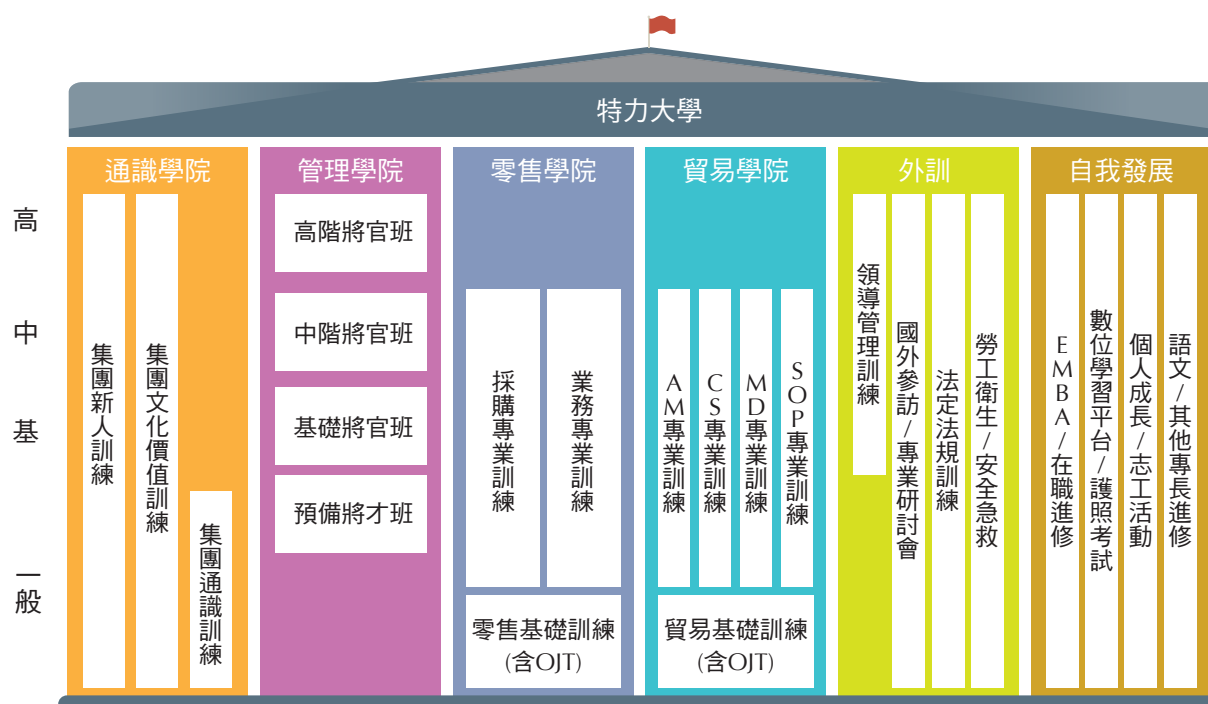 特力大學
通識學院
管理學院
零售學院
貿易學院
外訓
自我發展
高
中
基
一般
集團新人訓練
集團文化價值訓練
集團通識訓練
高階將官班
中階將官班
基礎將官班
預備將才班
採購專業訓練
業務專業訓練
零售基礎訓練
(含OJT)
AM專業訓練
CS專業訓練
MD專業訓練
SOP專業訓練
貿易基礎訓練
(含OJT)
領導管理訓練
國外參訪/專業研討會
法定法規訓練
勞工衛生/安全急救
EMBA/在職進修
數位學習平台/護照考試
個人成長/志工活動
語文/其他專長進修